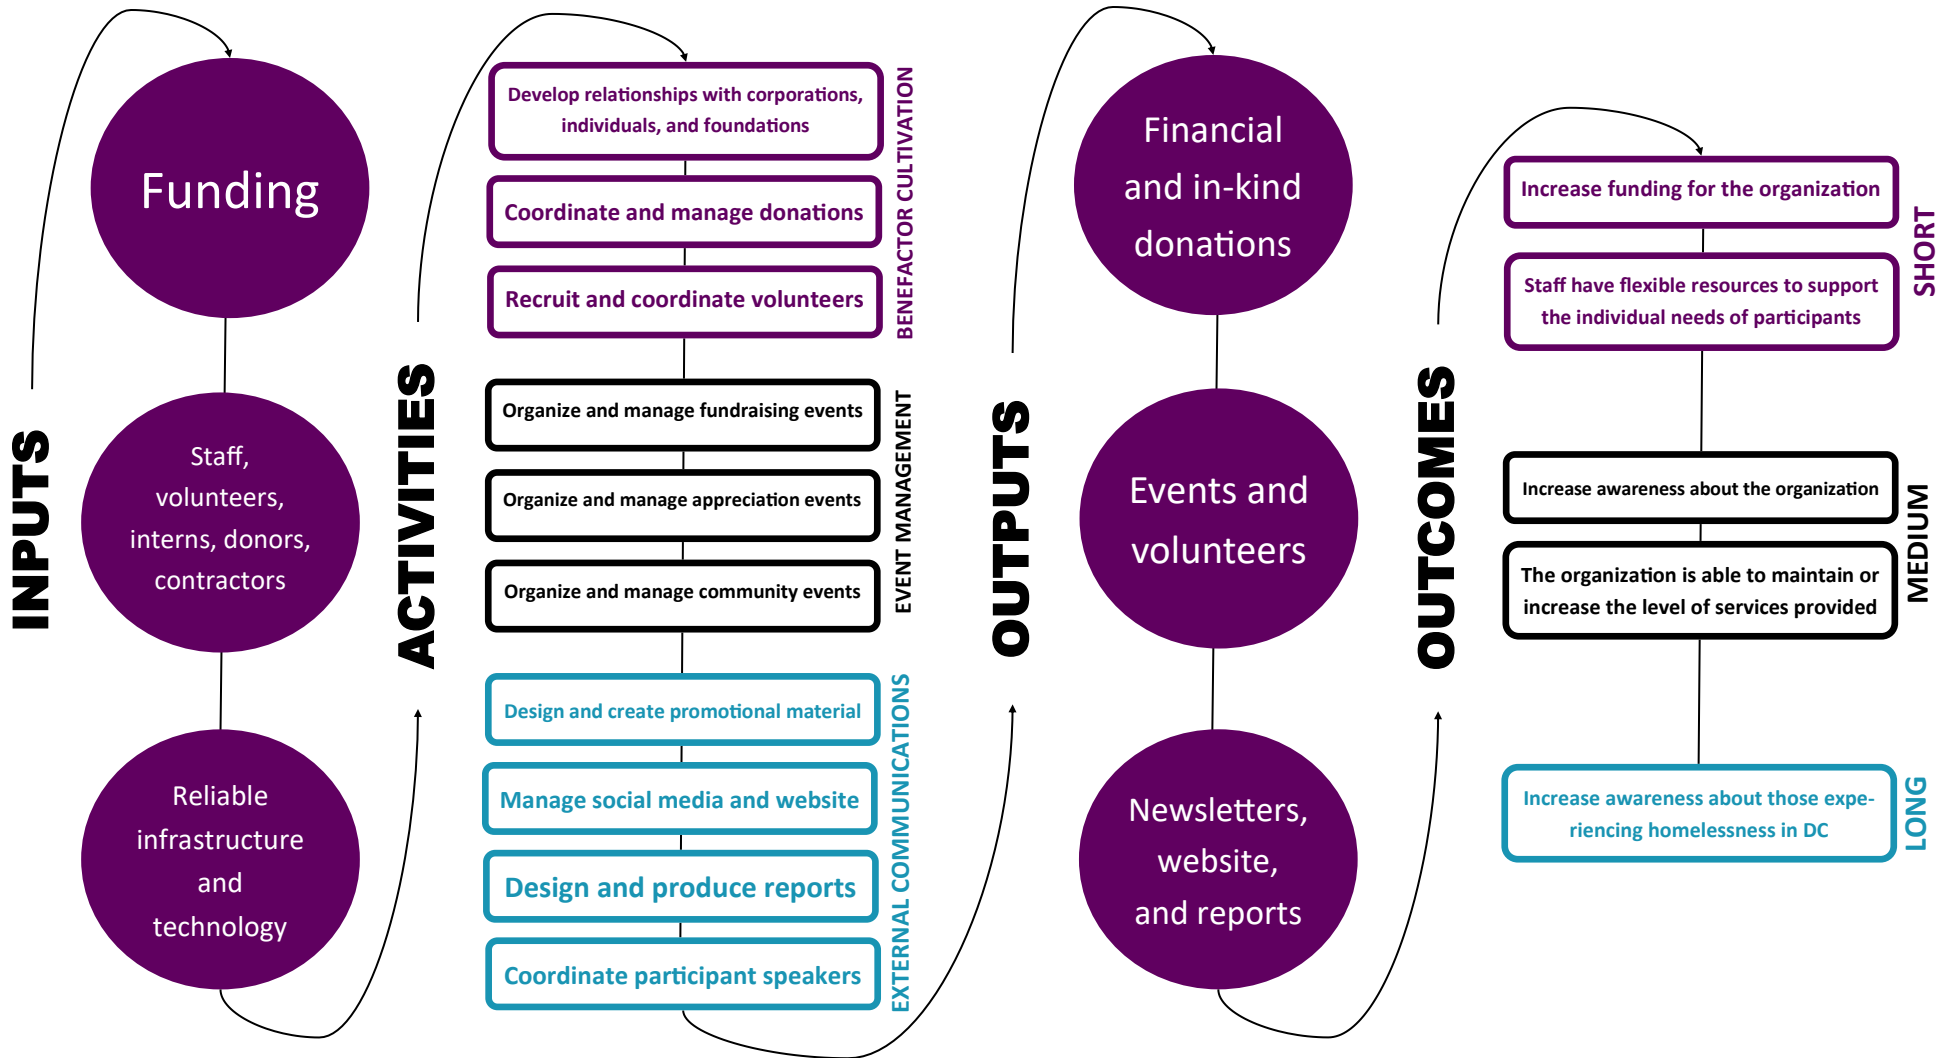 INPUTS
Funding
Staff,
volunteers,
interns, donors,
contractors
Reliable
infrastructure
and
technology
ACTIVITIES
Develop relationships with corporations,
individuals, and foundations
Coordinate and manage donations
Recruit and coordinate volunteers
BENEFACTOR CULTIVATION
Organize and manage fundraising events
Organize and manage appreciation events
Organize and manage community events
EVENT MANAGEMENT
Design and create promotional material
Manage social media and website
Design and produce reports
Coordinate participant speakers
EXTERNAL COMMUNICATIONS
OUTPUTS
Financial
and in-kind
donations
Events and
volunteers
Newsletters,
website,
and reports
OUTCOMES
Increase funding for the organization
Staff have flexible resources to support
the individual needs of participants
SHORT
Increase awareness about the organization
The organization is able to maintain or
increase the level of services provided
MEDIUM
Increase awareness about those expe-
riencing homelessness in DC
LONG